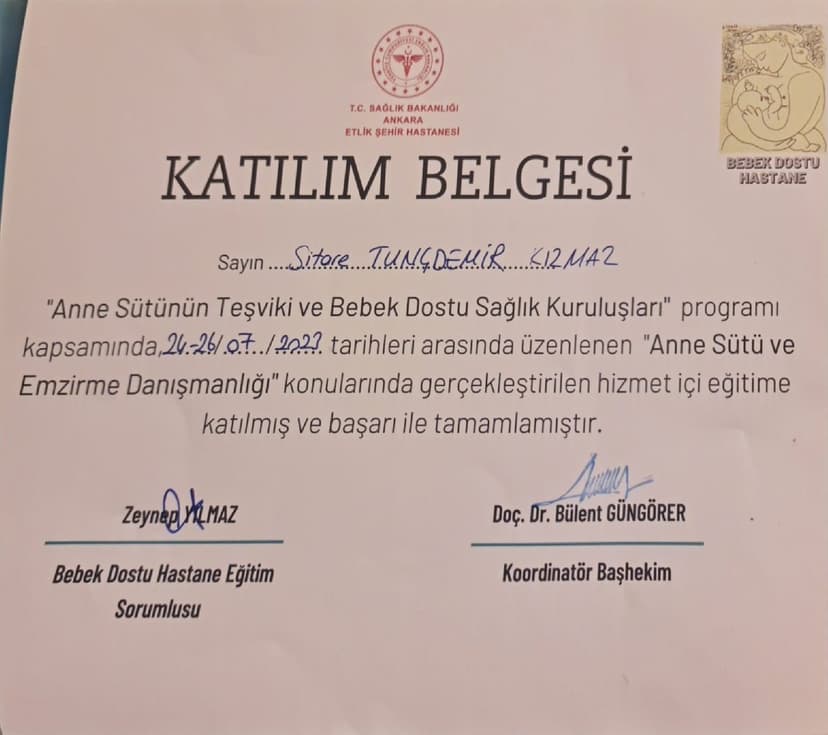 T.C. SAĞLIK BAKANLIĞI
ANKARA
ETLİK ŞEHİR HASTANESİ
BEBEK DOSTU
HASTANE
KATILIM BELGESİ
Sayın ....Sitare TUNÇDEMİR KIZMAZ
"Anne Sütünün Teşviki ve Bebek Dostu Sağlık Kuruluşları" programı
kapsamında,24-26/07../2023. tarihleri arasında üzenlenen "Anne Sütü ve
Emzirme Danışmanlığı" konularında gerçekleştirilen hizmet içi eğitime
katılmış ve başarı ile tamamlamıştır.
Zeynep YILMAZ
Bebek Dostu Hastane Eğitim
Sorumlusu
Doç. Dr. Bülent GÜNGÖRER
Koordinatör Başhekim